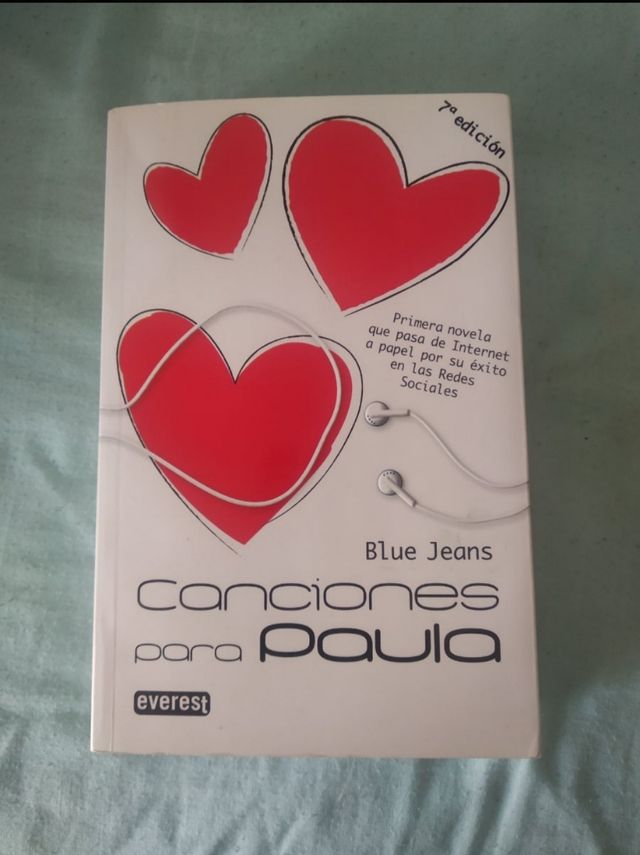 7ª edición
Primera novela
que pasa de Internet
a papel por su éxito
en las Redes
Sociales
Blue Jeans
Canciones
para Paula
everest